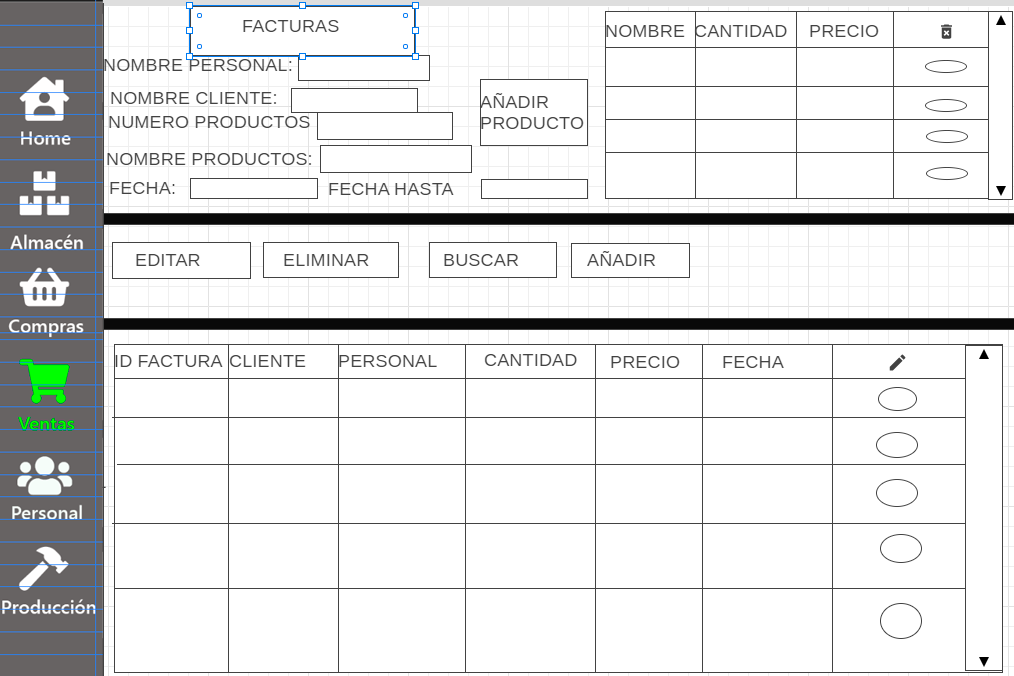 FACTURAS
NOMBRE PERSONAL:
NOMBRE CLIENTE:
NUMERO PRODUCTOS
NOMBRE PRODUCTOS:
FECHA:
FECHA HASTA
AÑADIR
PRODUCTO
NOMBRE CANTIDAD PRECIO
Home
Almacén
Compras
Ventas
Personal
Producción
EDITAR ELIMINAR BUSCAR AÑADIR
ID FACTURA CLIENTE PERSONAL CANTIDAD PRECIO FECHA